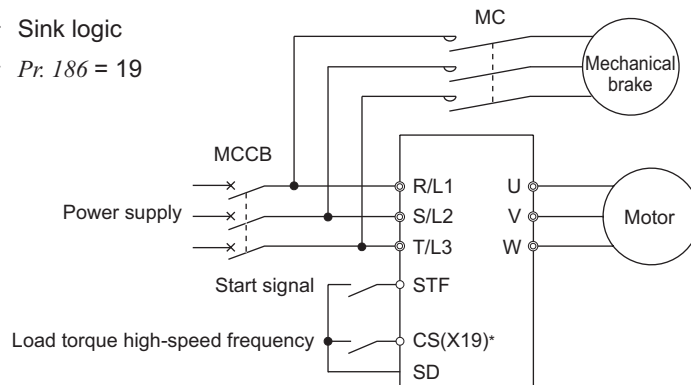 Sink logic
Pr. 186 = 19
MC
Mechanical
brake
MCCB
R/L1
U
Power supply
S/L2
V
Motor
T/L3
W
Start signal
STF
Load torque high-speed frequency
CS(X19)*
SD